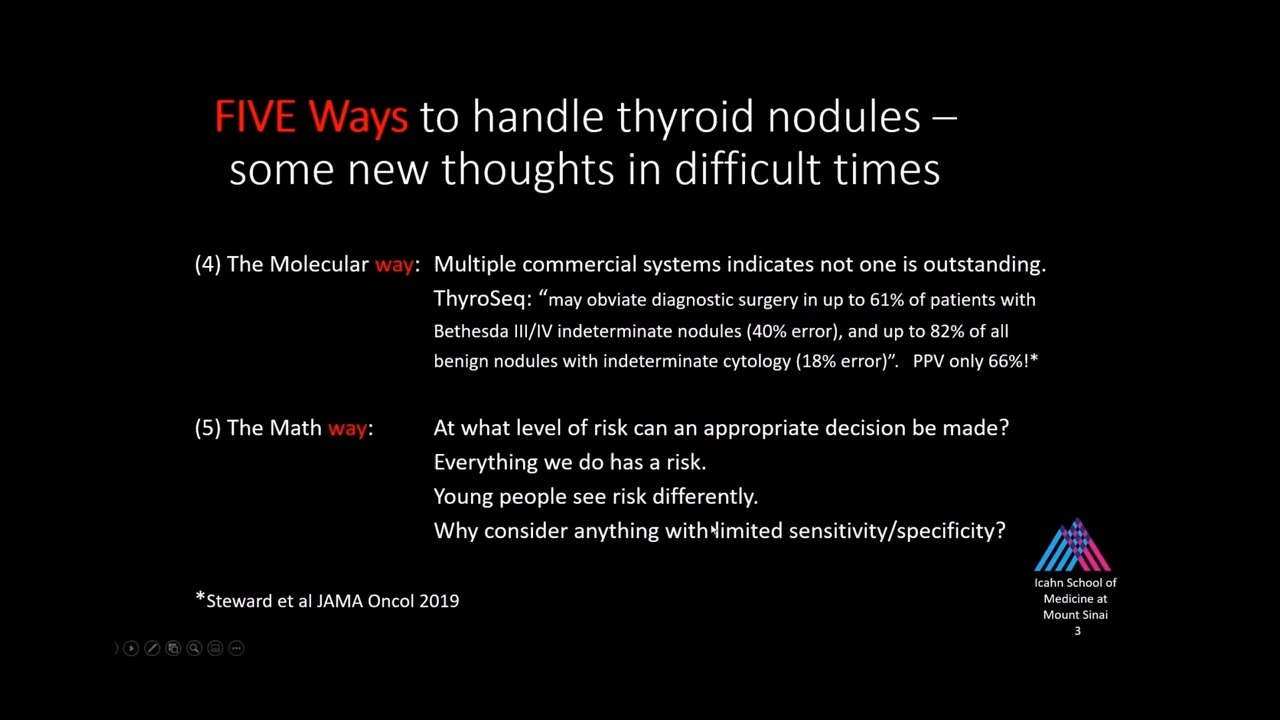 FIVE Ways to handle thyroid nodules –
some new thoughts in difficult times
(4) The Molecular way: Multiple commercial systems indicates not one is outstanding.
ThyroSeq: “may obviate diagnostic surgery in up to 61% of patients with
Bethesda III/IV indeterminate nodules (40% error), and up to 82% of all
benign nodules with indeterminate cytology (18% error)”. PPV only 66%!*
(5) The Math way: At what level of risk can an appropriate decision be made?
Everything we do has a risk.
Young people see risk differently.
Why consider anything with limited sensitivity/specificity?
*Steward et al JAMA Oncol 2019
Icahn School of
Medicine at
Mount Sinai
3